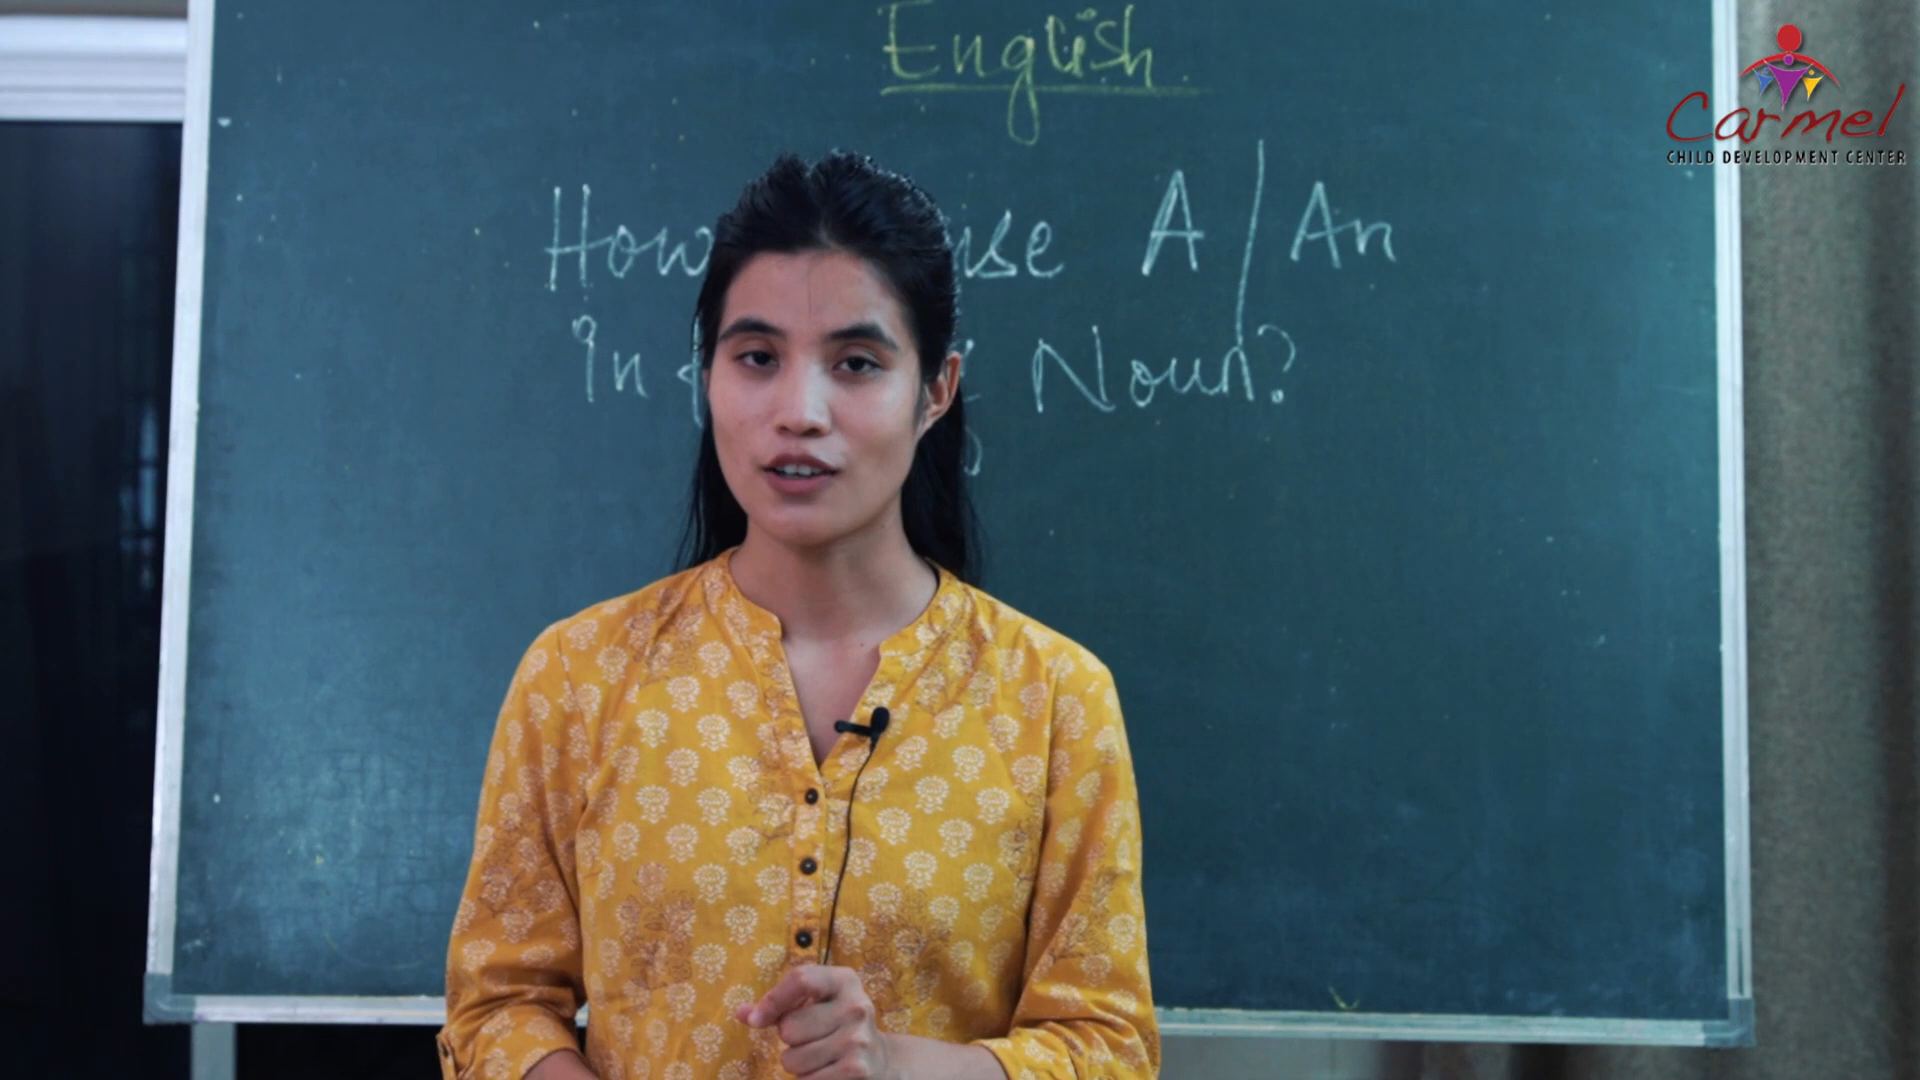 English
How use A / An
In Noun?
Carmel
CHILD DEVELOPMENT CENTER